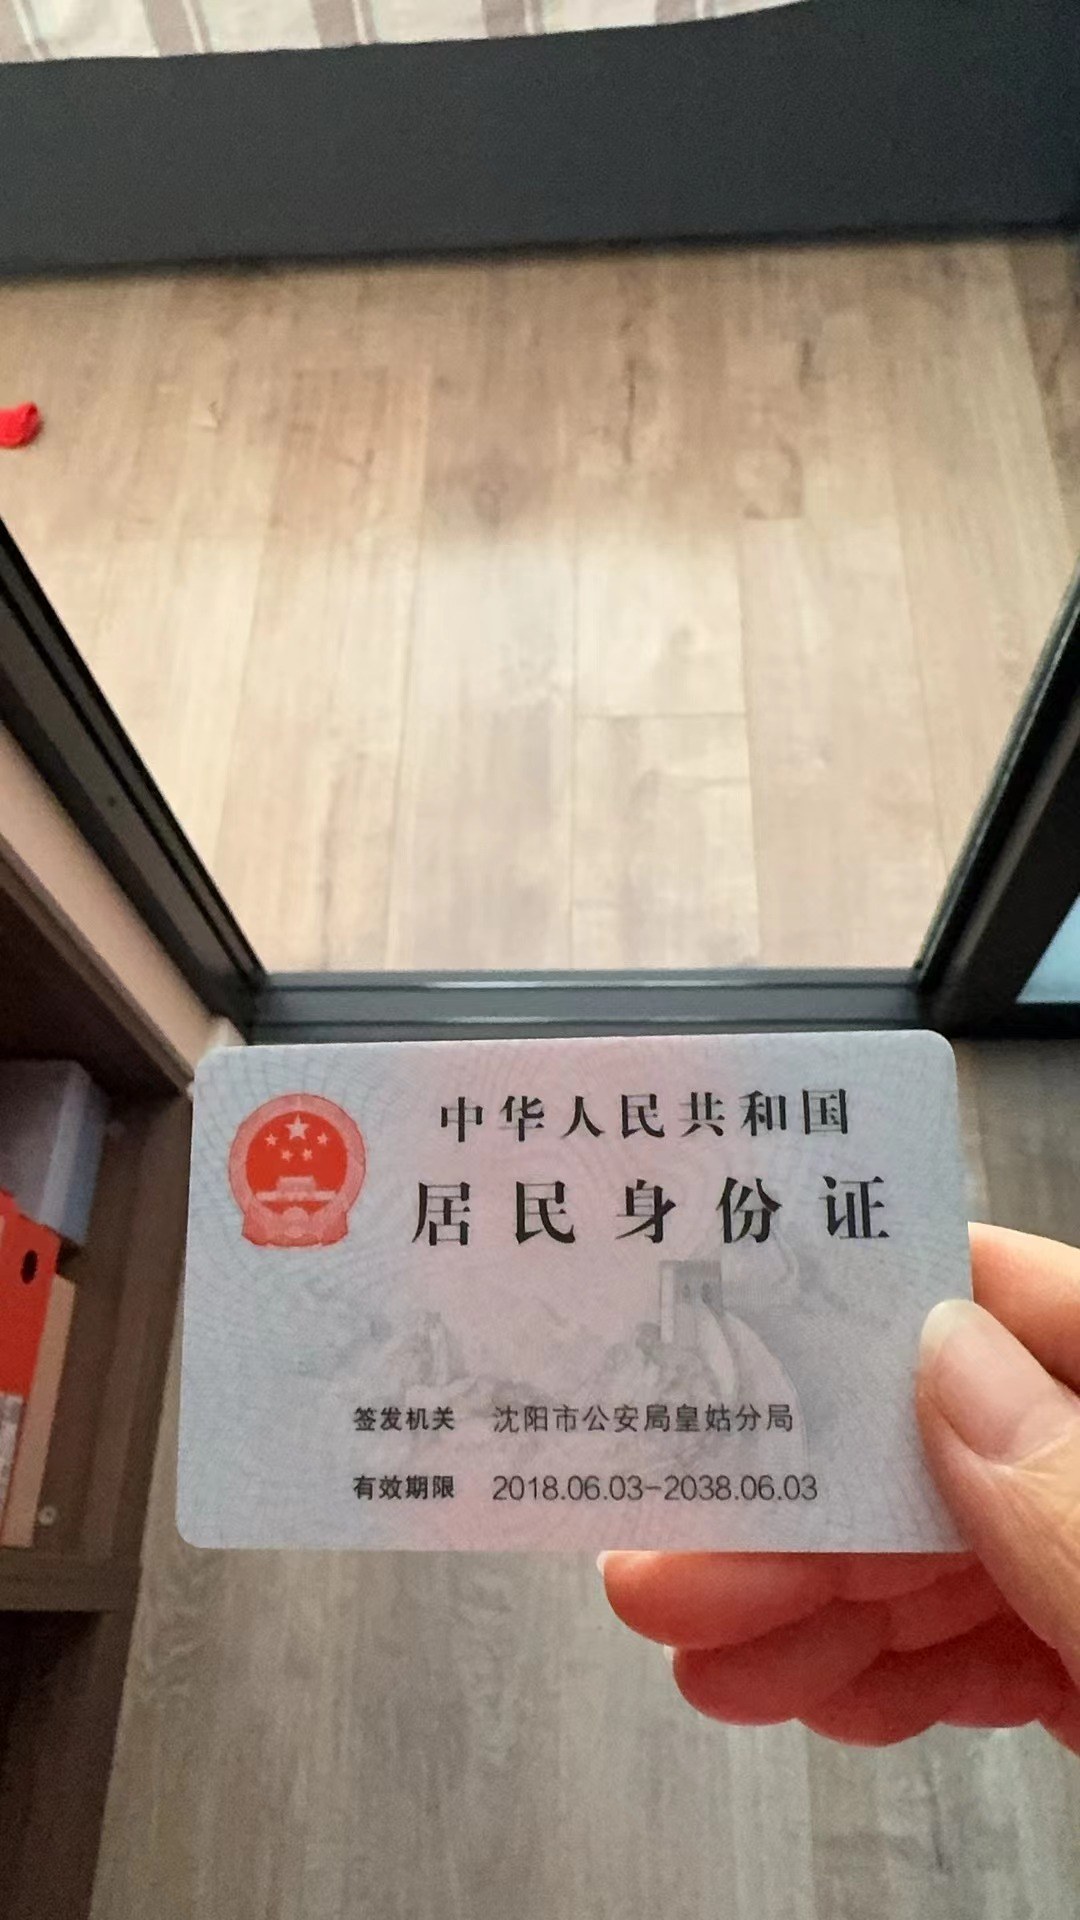 中华人民共和国
居民身份证
签发机关 沈阳市公安局皇姑分局
有效期限 2018.06.03-2038.06.03